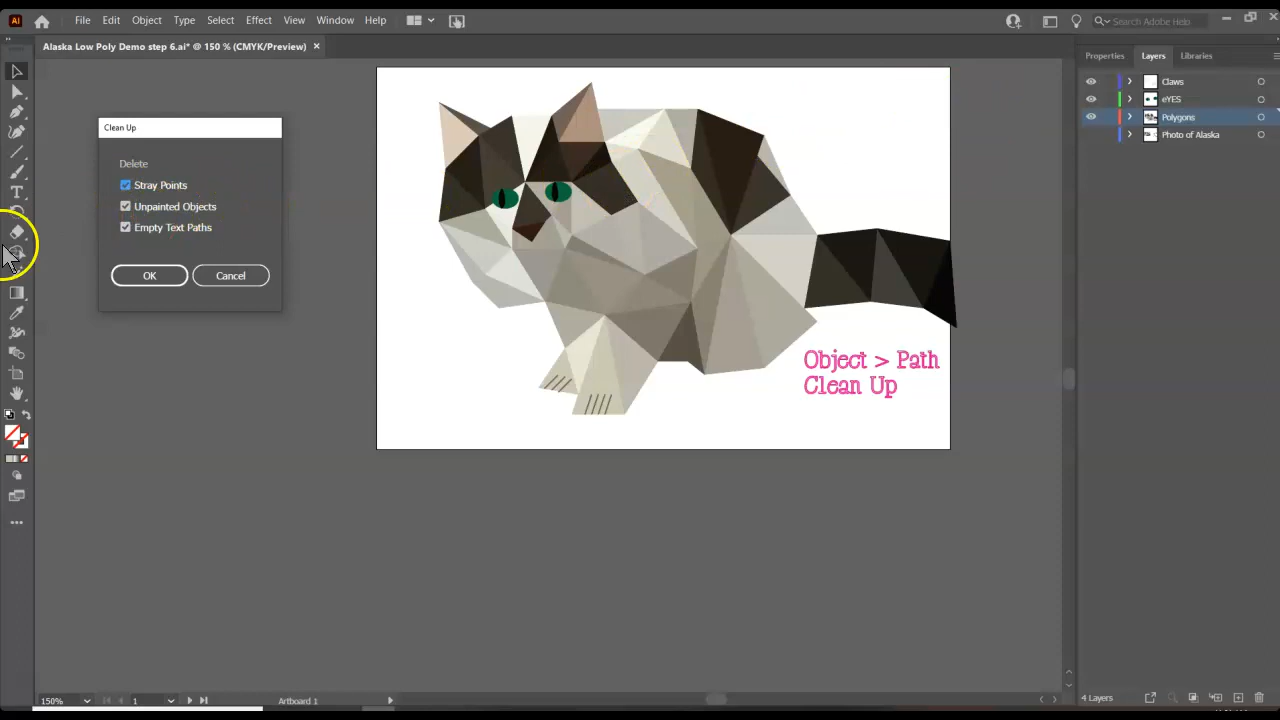 Ai File Edit Object Type Select Effect View Window Help Search Adobe Help
Alaska Low Poly Demo step 6.ai* @ 150 % (CMYK/Preview) ×
Properties Layers Libraries
Claws
eYES
Polygons
Photo of Alaska
Clean Up
Delete
Stray Points
Unpainted Objects
Empty Text Paths
OK Cancel
Object > Path
Clean Up
150% 1 Artboard 1 4 Layers